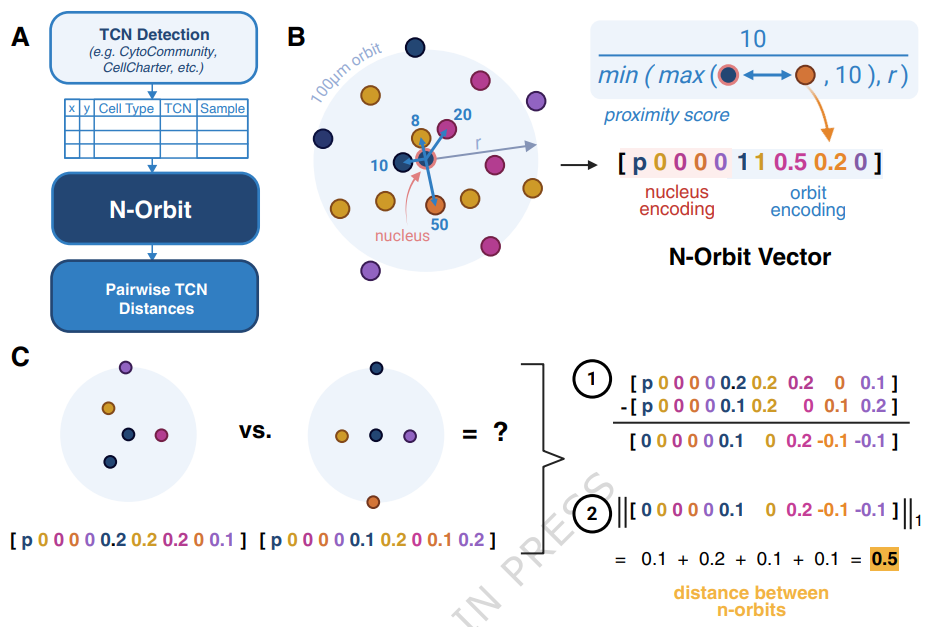 A
TCN Detection
(e.g. CytoCommunity,
CellCharter, etc.)
x y Cell Type TCN Sample
N-Orbit
Pairwise TCN
Distances
B
100µm orbit
8
20
10
r
50
nucleus
10
min ( max ( , 10 ), r )
proximity score
[ p 0 0 0 0 1 1 0.5 0.2 0 ]
nucleus
encoding
orbit
encoding
N-Orbit Vector
C
vs.
= ?
[ p 0 0 0 0 0.2 0.2 0.2 0 0.1 ]
[ p 0 0 0 0 0.1 0.2 0 0.1 0.2 ]
1
[ p 0 0 0 0 0.2 0.2 0.2 0 0.1 ]
-[ p 0 0 0 0 0.1 0.2 0 0.1 0.2 ]
[ 0 0 0 0 0 0.1 0 0.2 -0.1 -0.1 ]
2
||[ 0 0 0 0 0 0.1 0 0.2 -0.1 -0.1 ]||1
= 0.1 + 0.2 + 0.1 + 0.1 = 0.5
distance between
n-orbits
IN PRESS